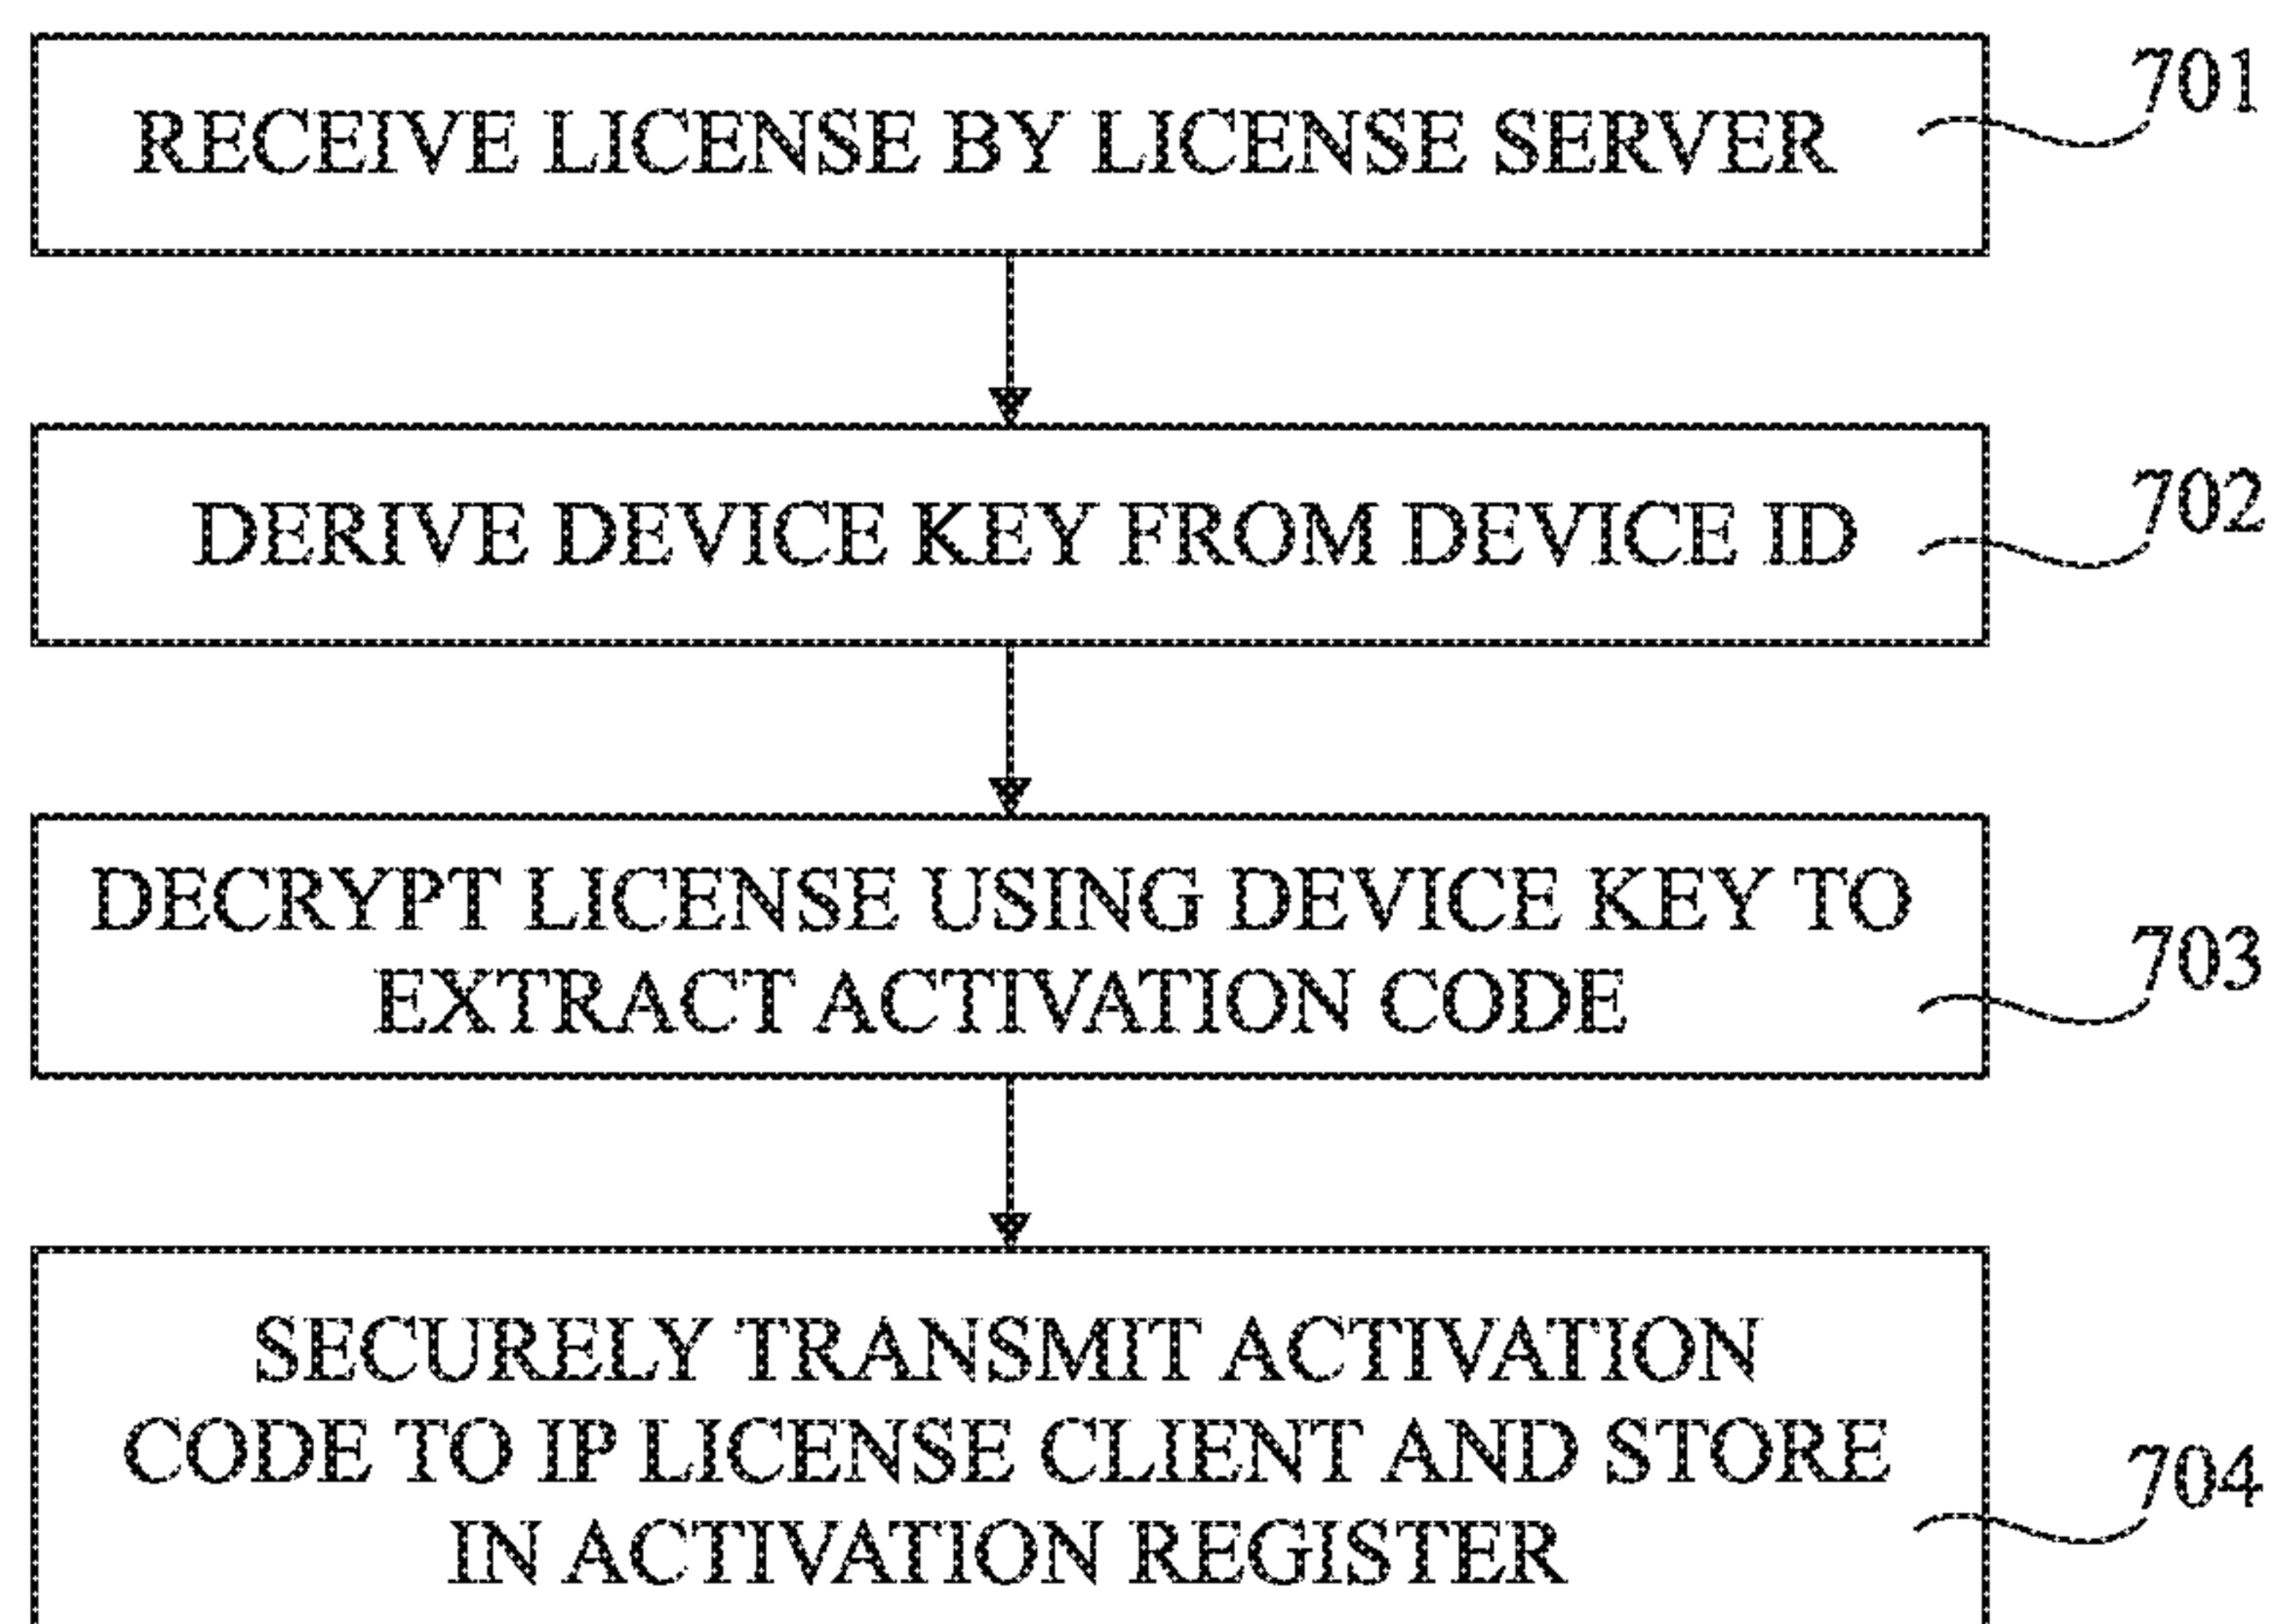 RECEIVE LICENSE BY LICENSE SERVER
701
DERIVE DEVICE KEY FROM DEVICE ID
702
DECRYPT LICENSE USING DEVICE KEY TO
EXTRACT ACTIVATION CODE
703
SECURELY TRANSMIT ACTIVATION
CODE TO IP LICENSE CLIENT AND STORE
IN ACTIVATION REGISTER
704